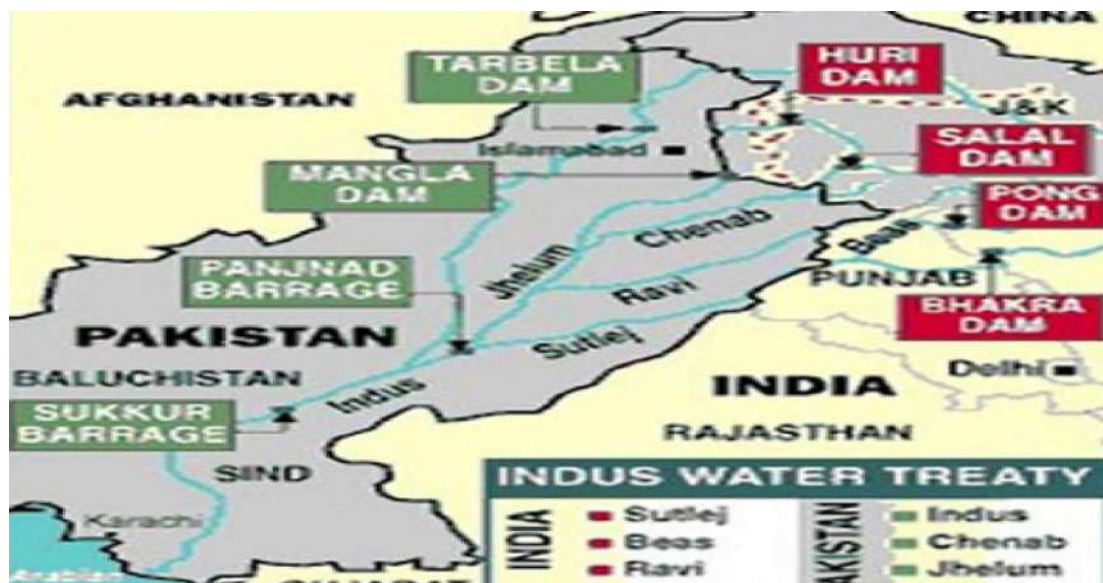 CHINA
TARBELA
DAM
HURI
DAM
AFGHANISTAN
J&K
Islamabad
SALAL
DAM
MANGLA
DAM
PONG
DAM
Chenab
Beas
Jhelum
PANJNAD
BARRAGE
PUNJAB
Ravi
BHAKRA
DAM
PAKISTAN
Sutlej
Delhi
BALUCHISTAN
Indus
INDIA
SUKKUR
BARRAGE
RAJASTHAN
SIND
INDUS WATER TREATY
Karachi
INDIA
Sutlej
Beas
Ravi
AKISTAN
Indus
Chenab
Jhelum